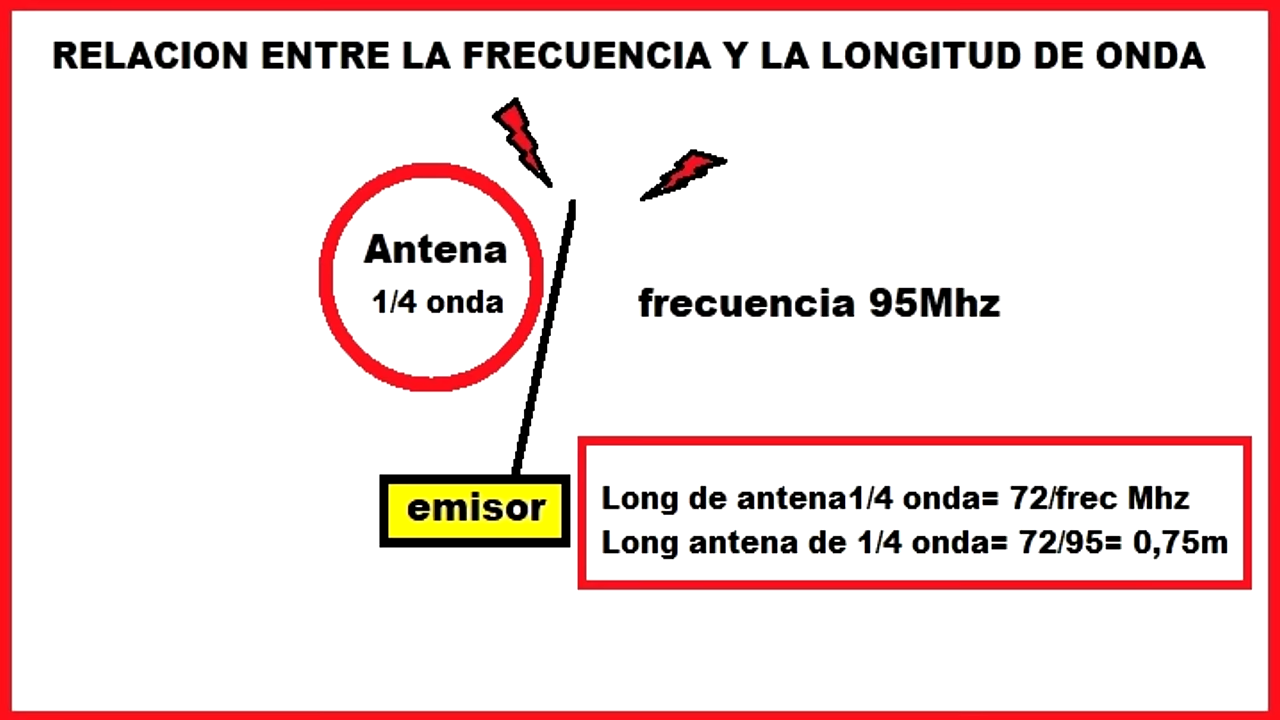 RELACION ENTRE LA FRECUENCIA Y LA LONGITUD DE ONDA
Antena
1/4 onda
frecuencia 95Mhz
emisor
Long de antena1/4 onda= 72/frec Mhz
Long antena de 1/4 onda= 72/95= 0,75m